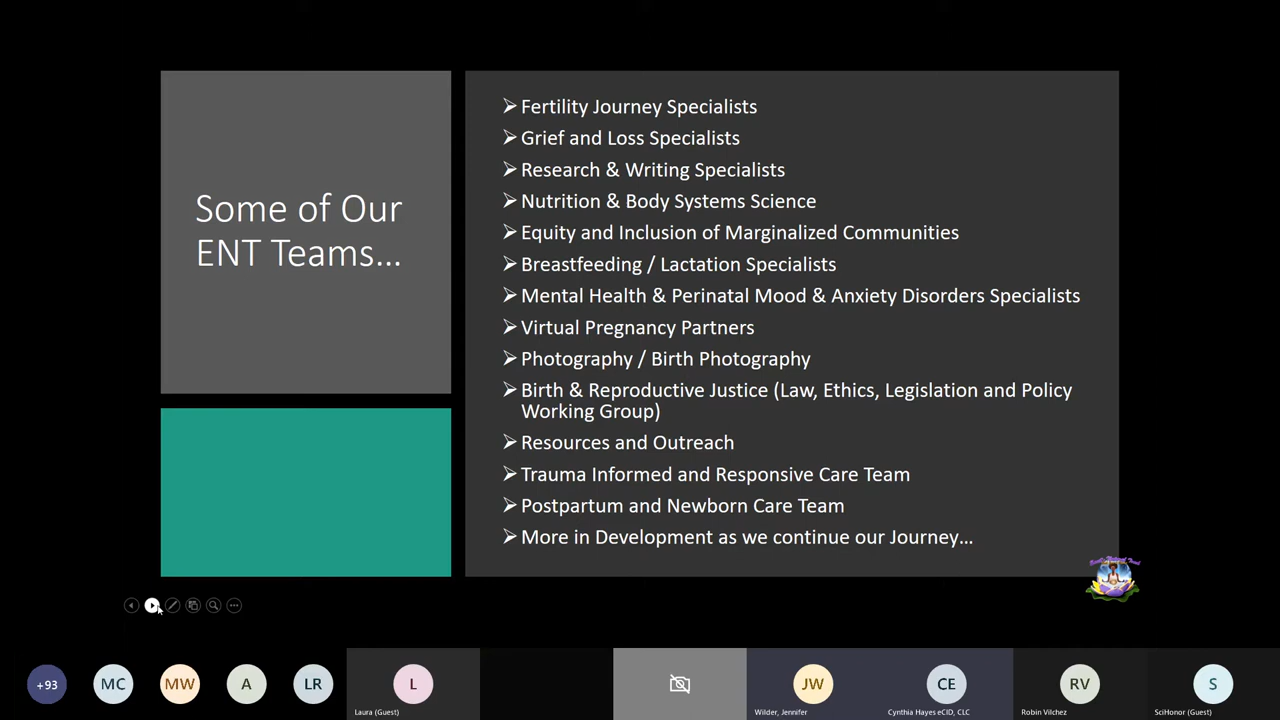 Some of Our
ENT Teams...
Fertility Journey Specialists
Grief and Loss Specialists
Research & Writing Specialists
Nutrition & Body Systems Science
Equity and Inclusion of Marginalized Communities
Breastfeeding / Lactation Specialists
Mental Health & Perinatal Mood & Anxiety Disorders Specialists
Virtual Pregnancy Partners
Photography / Birth Photography
Birth & Reproductive Justice (Law, Ethics, Legislation and Policy
Working Group)
Resources and Outreach
Trauma Informed and Responsive Care Team
Postpartum and Newborn Care Team
More in Development as we continue our Journey...
+93
MC
MW
A
LR
L
JW
CE
RV
S
Laura (Guest)
Wilder, Jennifer
Cynthia Hayes eCID, CLC
Robin Vilchez
SciHonor (Guest)